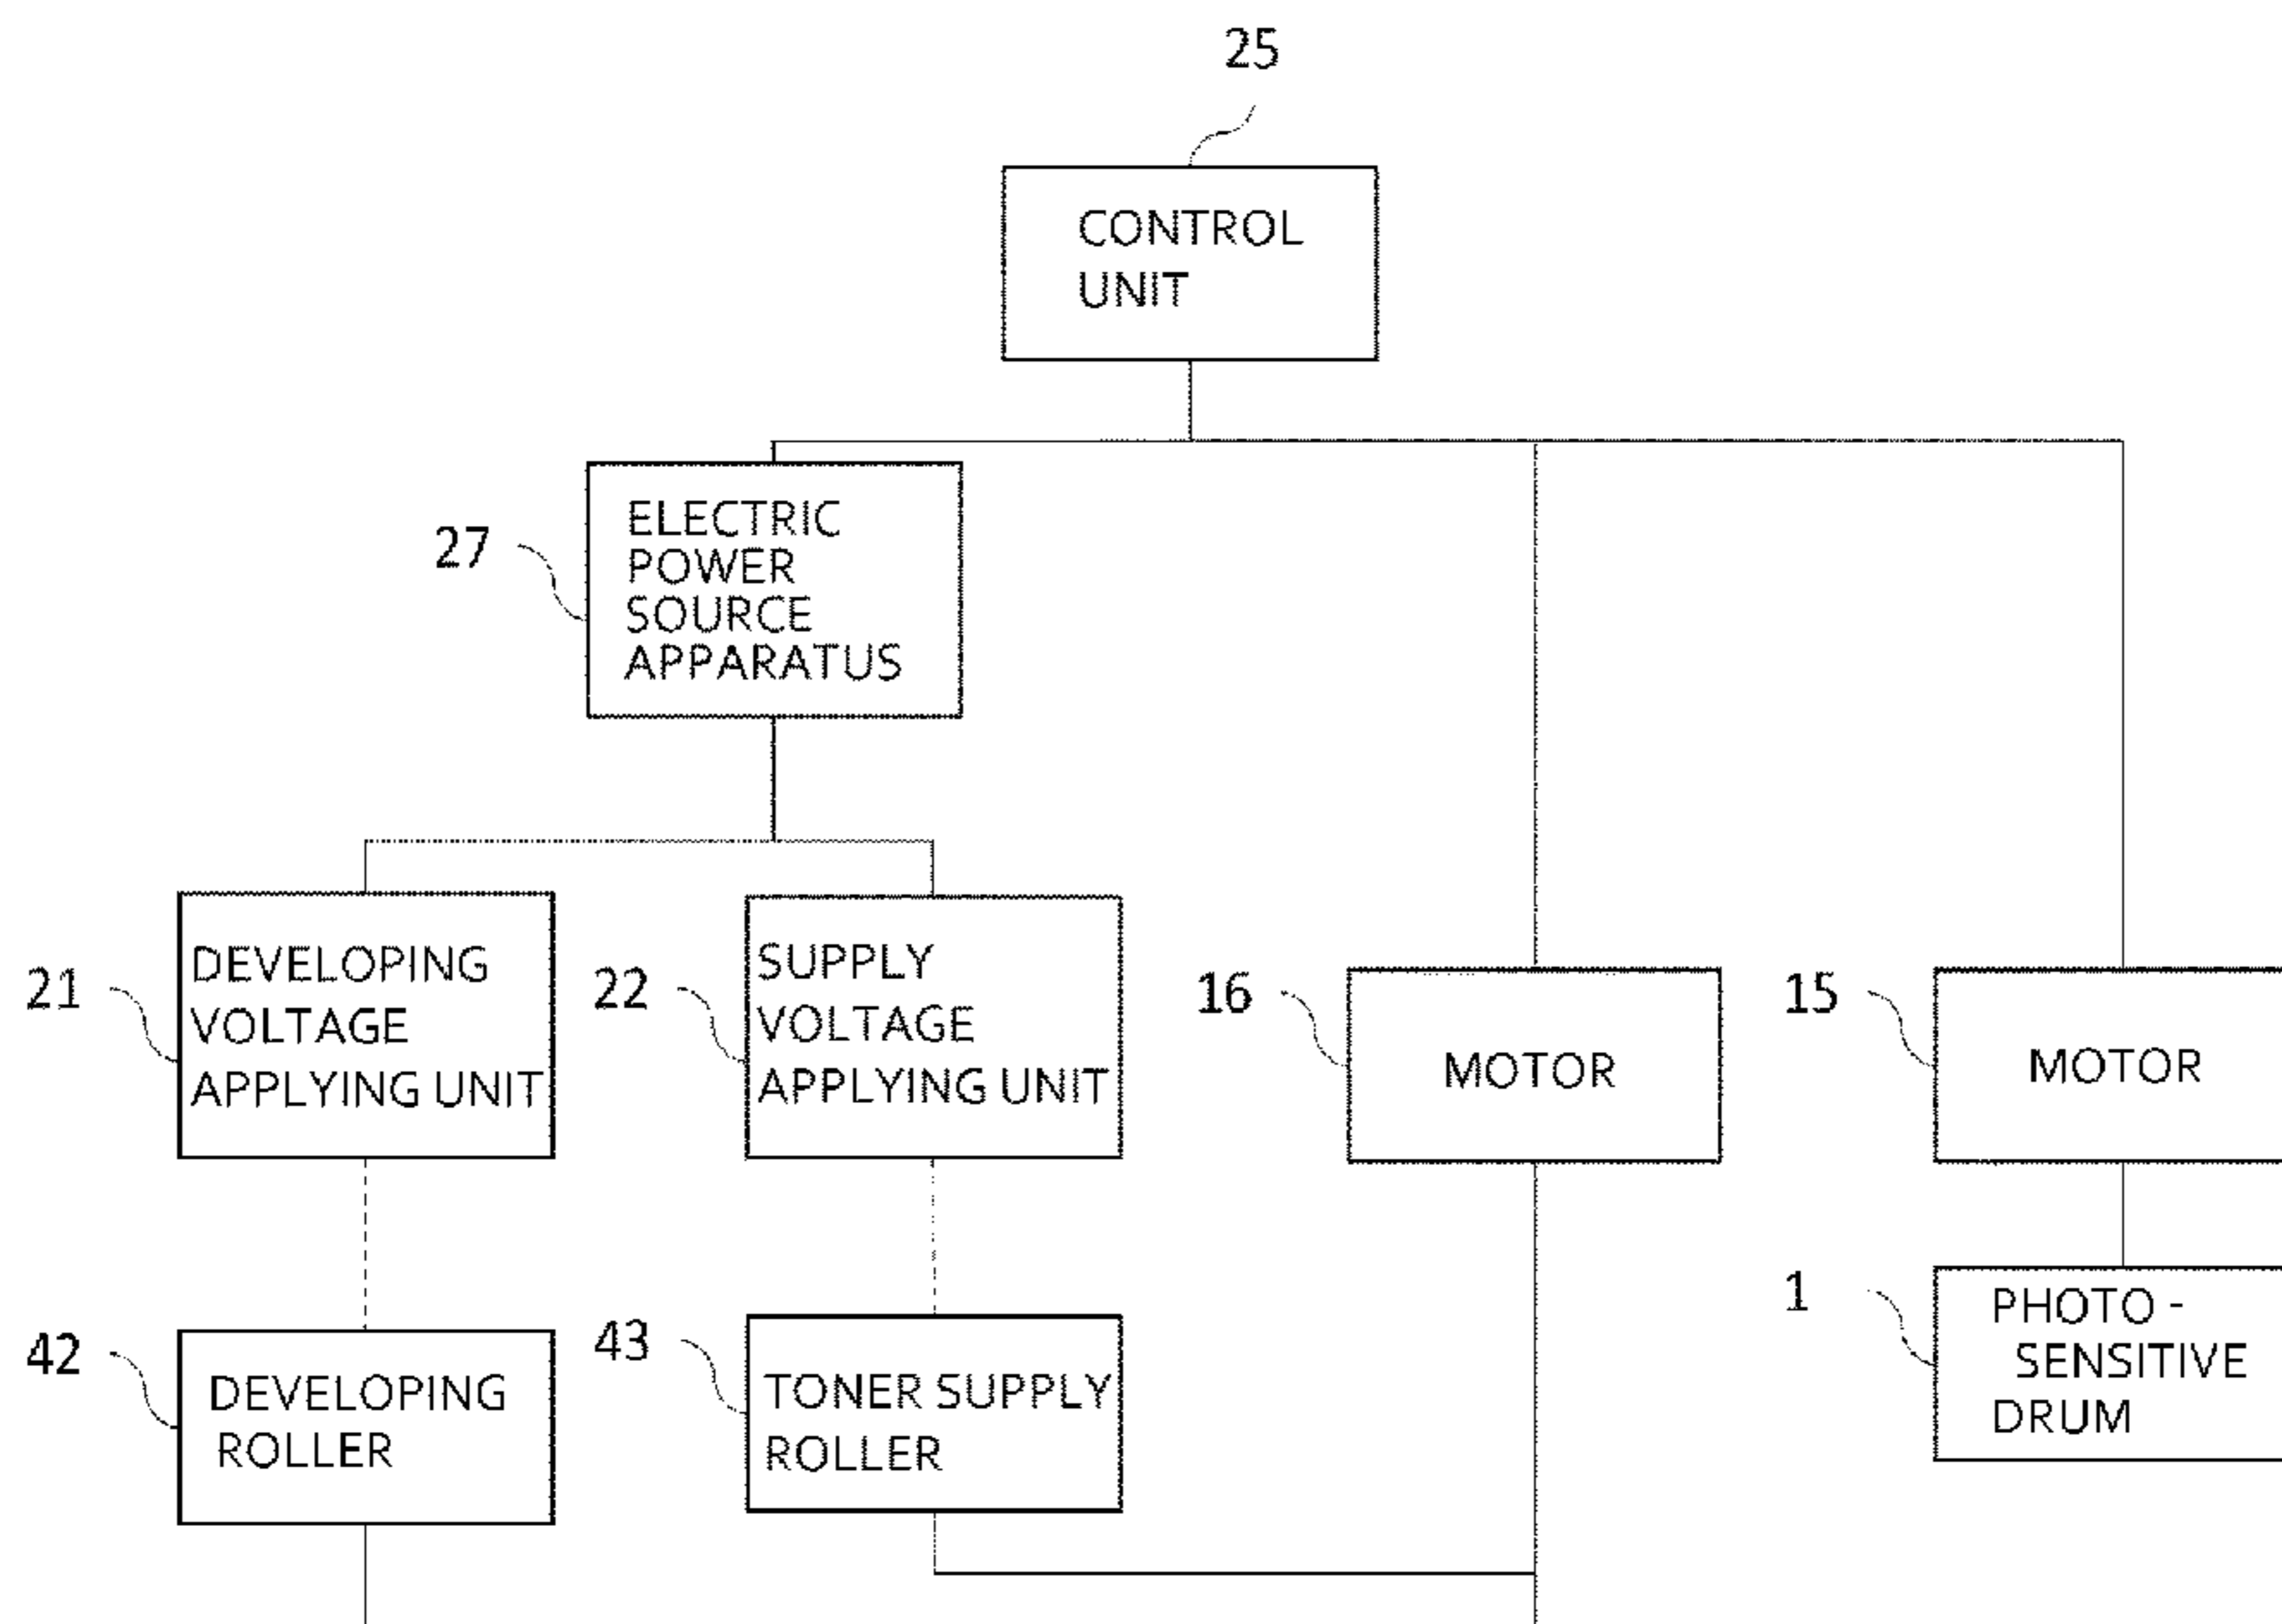 25
CONTROL
UNIT
27
ELECTRIC
POWER
SOURCE
APPARATUS
21
DEVELOPING
VOLTAGE
APPLYING UNIT
22
SUPPLY
VOLTAGE
APPLYING UNIT
16
MOTOR
15
MOTOR
42
DEVELOPING
ROLLER
43
TONER SUPPLY
ROLLER
1
PHOTO -
SENSITIVE
DRUM